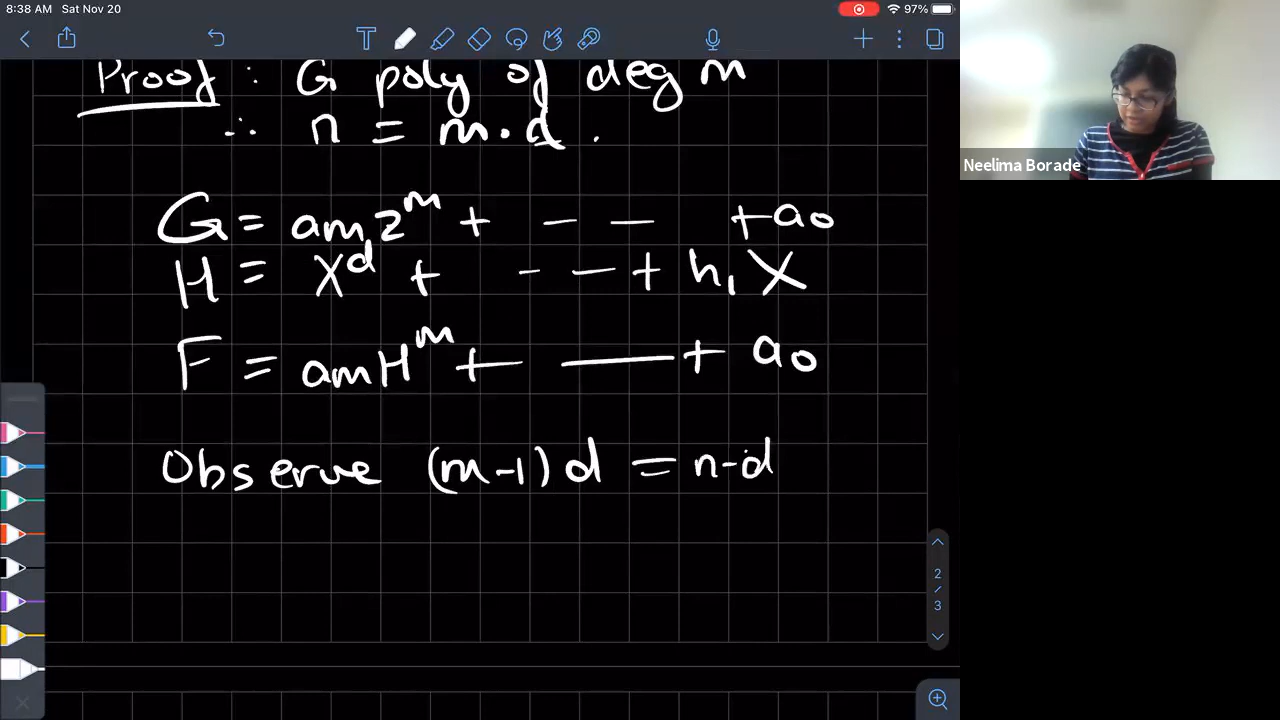 8:38 AM Sat Nov 20
97%
Neelima Borade
Proof : G poly of deg m
∴ n = m · d .
G = amz^m + - - +a0
H = X^d + - - + h1 X
F = amH^m + — + a0
Observe (m-1)d = n-d
2
3